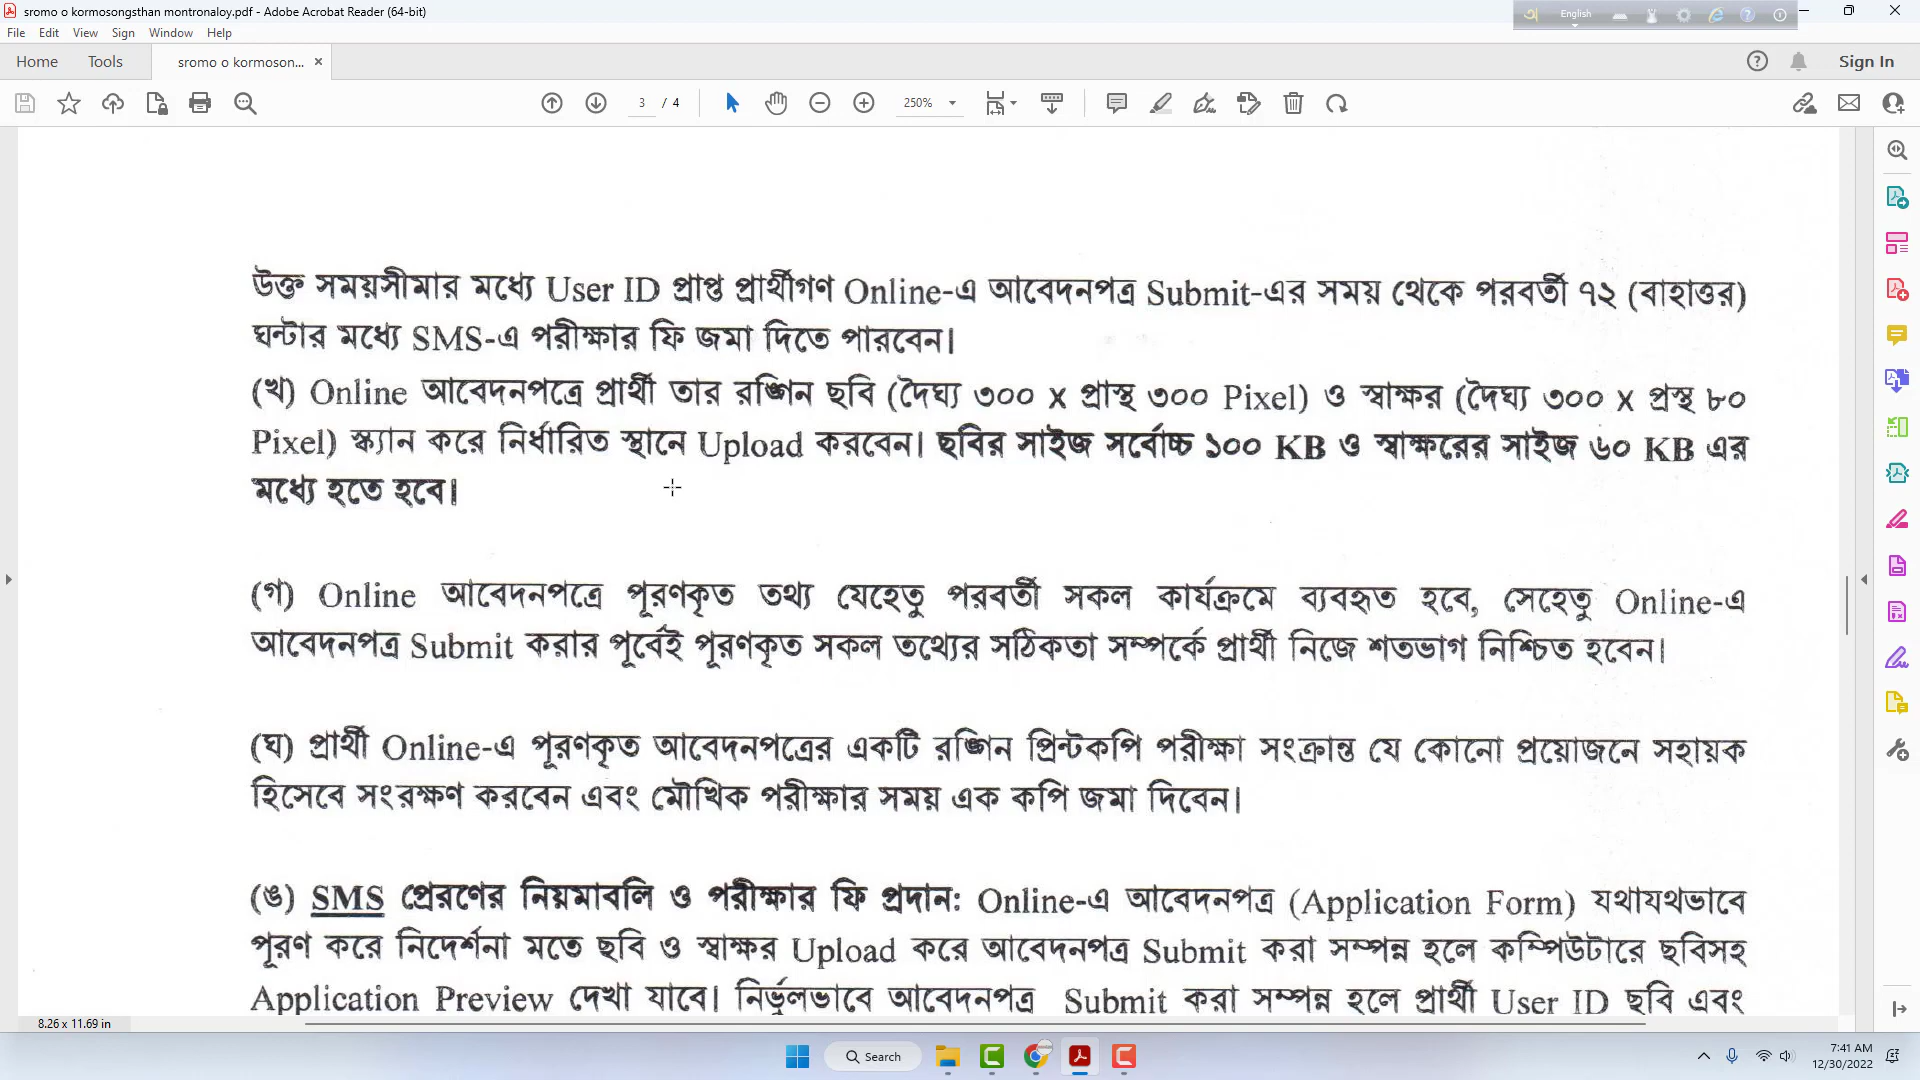 sromo o kormosongsthan montronaloy.pdf - Adobe Acrobat Reader (64-bit)
English
File Edit View Sign Window Help
Home Tools sromo o kormoson... × Sign In
3 / 4 250%
উক্ত সময়সীমার মধ্যে User ID প্রাপ্ত প্রার্থীগণ Online-এ আবেদনপত্র Submit-এর সময় থেকে পরবর্তী ৭২ (বাহাত্তর)
ঘন্টার মধ্যে SMS-এ পরীক্ষার ফি জমা দিতে পারবেন।
(খ) Online আবেদনপত্রে প্রার্থী তার রঙ্গিন ছবি (দৈঘ্য ৩০০ x প্রাস্থ ৩০০ Pixel) ও স্বাক্ষর (দৈঘ্য ৩০০ x প্রস্থ ৮০
Pixel) স্ক্যান করে নির্ধারিত স্থানে Upload করবেন। ছবির সাইজ সর্বোচ্চ ১০০ KB ও স্বাক্ষরের সাইজ ৬০ KB এর
মধ্যে হতে হবে।
(গ) Online আবেদনপত্রে পূরণকৃত তথ্য যেহেতু পরবর্তী সকল কার্যক্রমে ব্যবহৃত হবে, সেহেতু Online-এ
আবেদনপত্র Submit করার পূর্বেই পূরণকৃত সকল তথ্যের সঠিকতা সম্পর্কে প্রার্থী নিজে শতভাগ নিশ্চিত হবেন।
(ঘ) প্রার্থী Online-এ পূরণকৃত আবেদনপত্রের একটি রঙ্গিন প্রিন্টকপি পরীক্ষা সংক্রান্ত যে কোনো প্রয়োজনে সহায়ক
হিসেবে সংরক্ষণ করবেন এবং মৌখিক পরীক্ষার সময় এক কপি জমা দিবেন।
(ঙ) SMS প্রেরণের নিয়মাবলি ও পরীক্ষার ফি প্রদান: Online-এ আবেদনপত্র (Application Form) যথাযথভাবে
পূরণ করে নিদের্শনা মতে ছবি ও স্বাক্ষর Upload করে আবেদনপত্র Submit করা সম্পন্ন হলে কম্পিউটারে ছবিসহ
Application Preview দেখা যাবে। নির্ভুলভাবে আবেদনপত্র Submit করা সম্পন্ন হলে প্রার্থী User ID ছবি এবং
8.26 x 11.69 in
Search
7:41 AM
12/30/2022